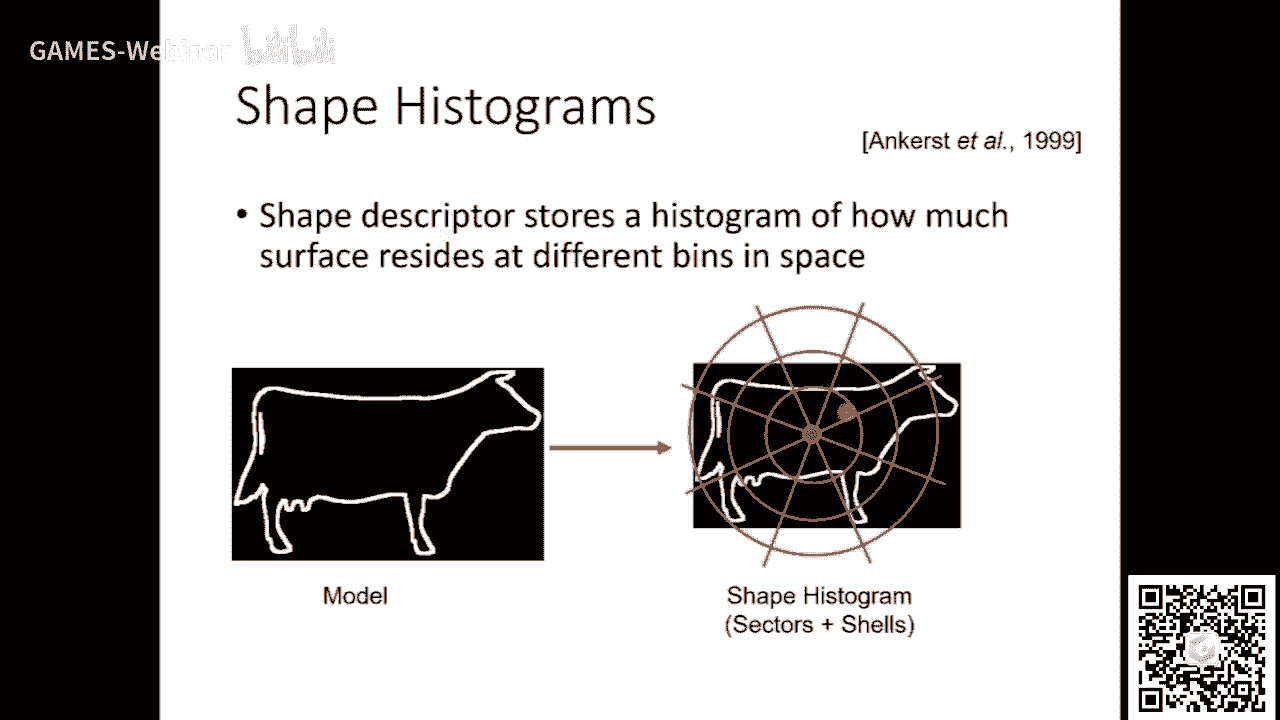 GAMES-Webinar bilibili
Shape Histograms
[Ankerst et al., 1999]
• Shape descriptor stores a histogram of how much
surface resides at different bins in space
Model
Shape Histogram
(Sectors + Shells)